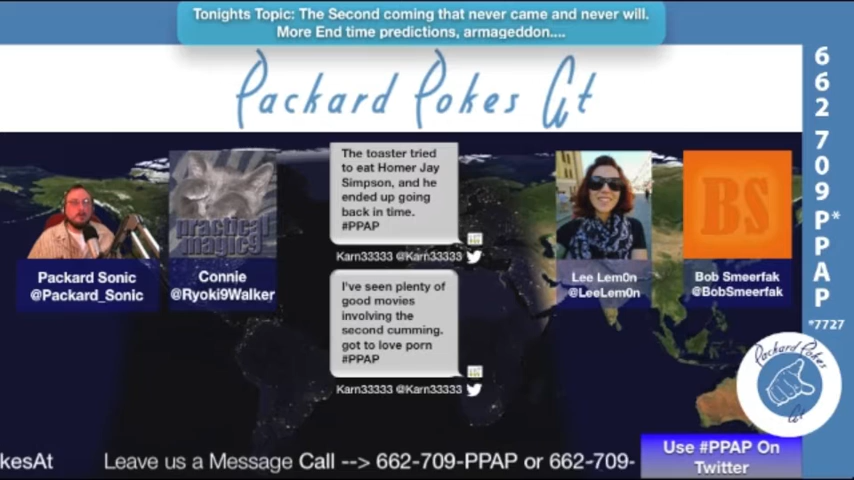 Tonights Topic: The Second coming that never came and never will.
More End time predictions, armageddon....
Packard Pokes At
662 709 PPAP*
*7727
practical
magic9
BS
The toaster tried
to eat Homer Jay
Simpson, and he
ended up going
back in time.
#PPAP
Karn33333 @Karn33333
I've seen plenty of
good movies
involving the
second cumming.
got to love porn
#PPAP
Karn33333 @Karn33333
Packard Sonic
@Packard_Sonic
Connie
@Ryoki9Walker
Lee Lem0n
@LeeLem0n
Bob Smeerfak
@BobSmeerfak
Packard Pokes
At
kesAt
Leave us a Message Call --> 662-709-PPAP or 662-709-
Use #PPAP On
Twitter